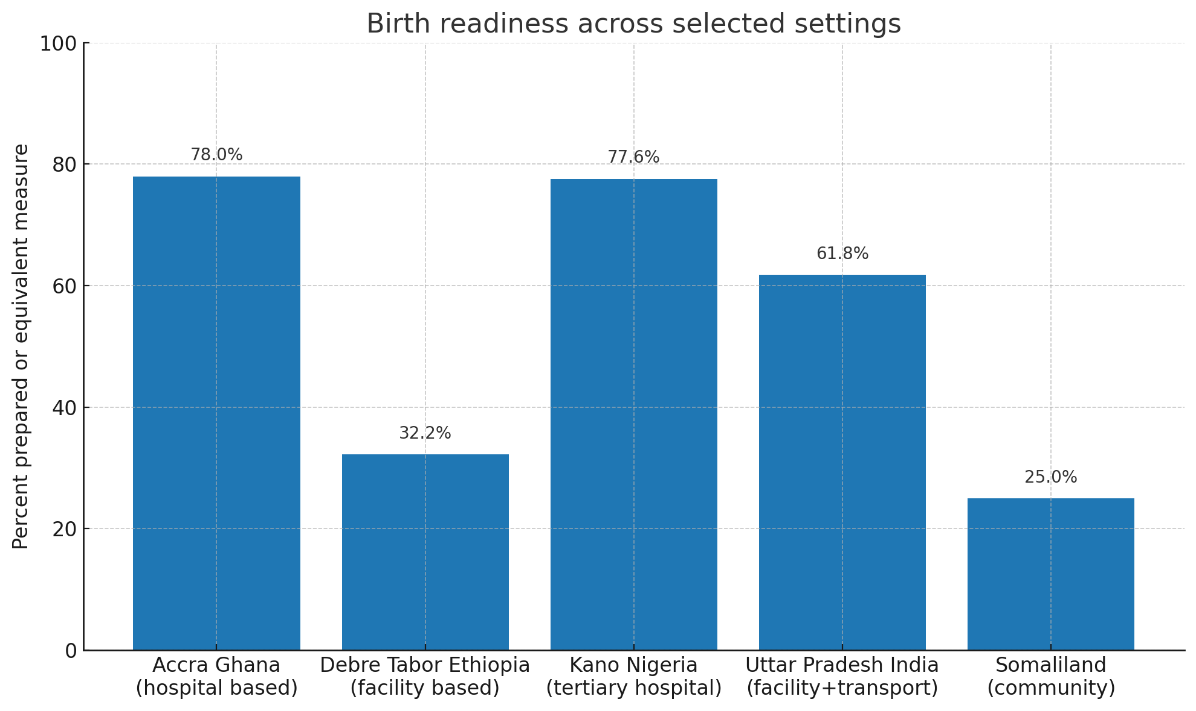 Birth readiness across selected settings
Percent prepared or equivalent measure
100
80
60
40
20
0
78.0%
32.2%
77.6%
61.8%
25.0%
Accra Ghana
(hospital based)
Debre Tabor Ethiopia
(facility based)
Kano Nigeria
(tertiary hospital)
Uttar Pradesh India
(facility+transport)
Somaliland
(community)